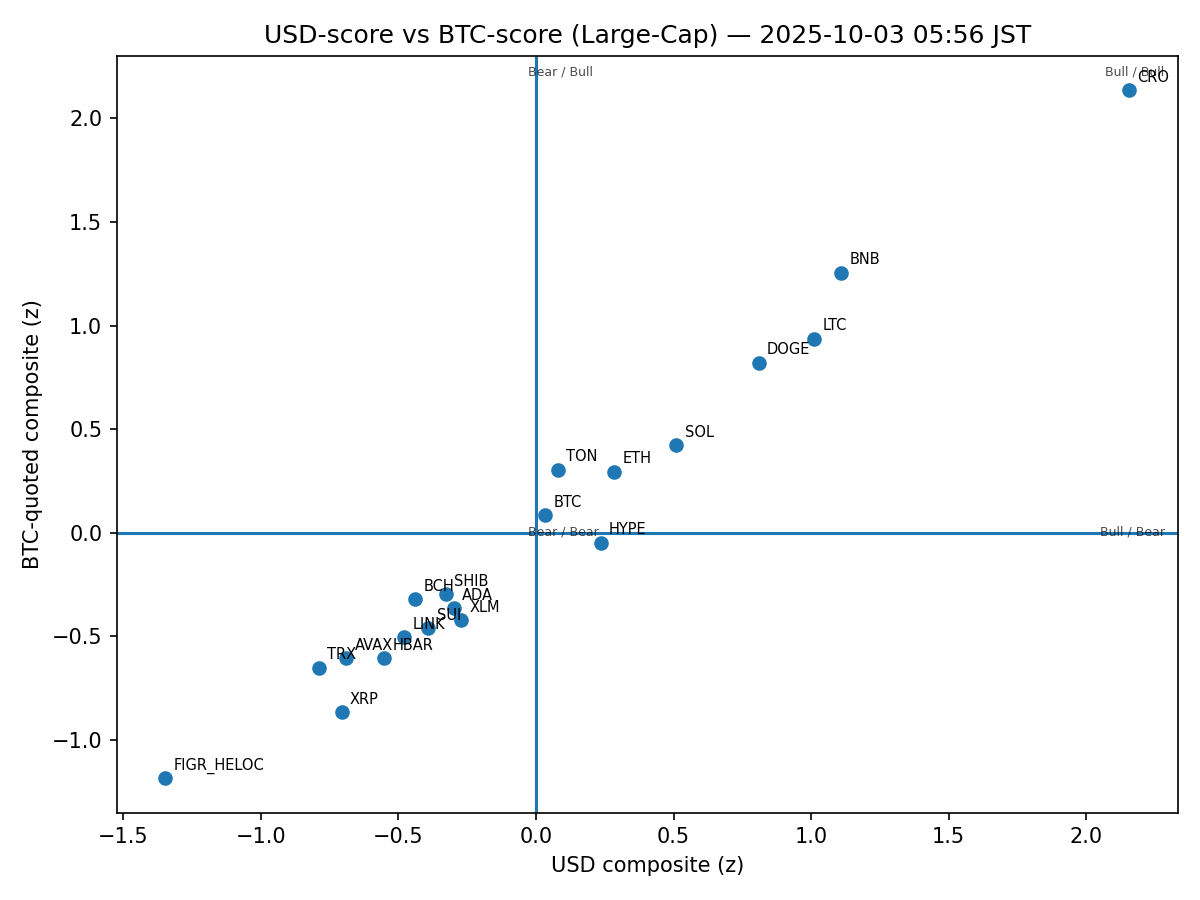 USD-score vs BTC-score (Large-Cap) — 2025-10-03 05:56 JST
Bear / Bull
Bull / Bull
CRO
2.0
1.5
BNB
1.0
LTC
DOGE
0.5
SOL
TON
ETH
BTC
0.0
Bear / Bear
HYPE
Bull / Bear
BCH
SHIB
ADA
XLM
SUI
LINK
−0.5
AVAX
HBAR
TRX
XRP
−1.0
FIGR_HELOC
BTC-quoted composite (z)
−1.5
−1.0
−0.5
0.0
0.5
1.0
1.5
2.0
USD composite (z)